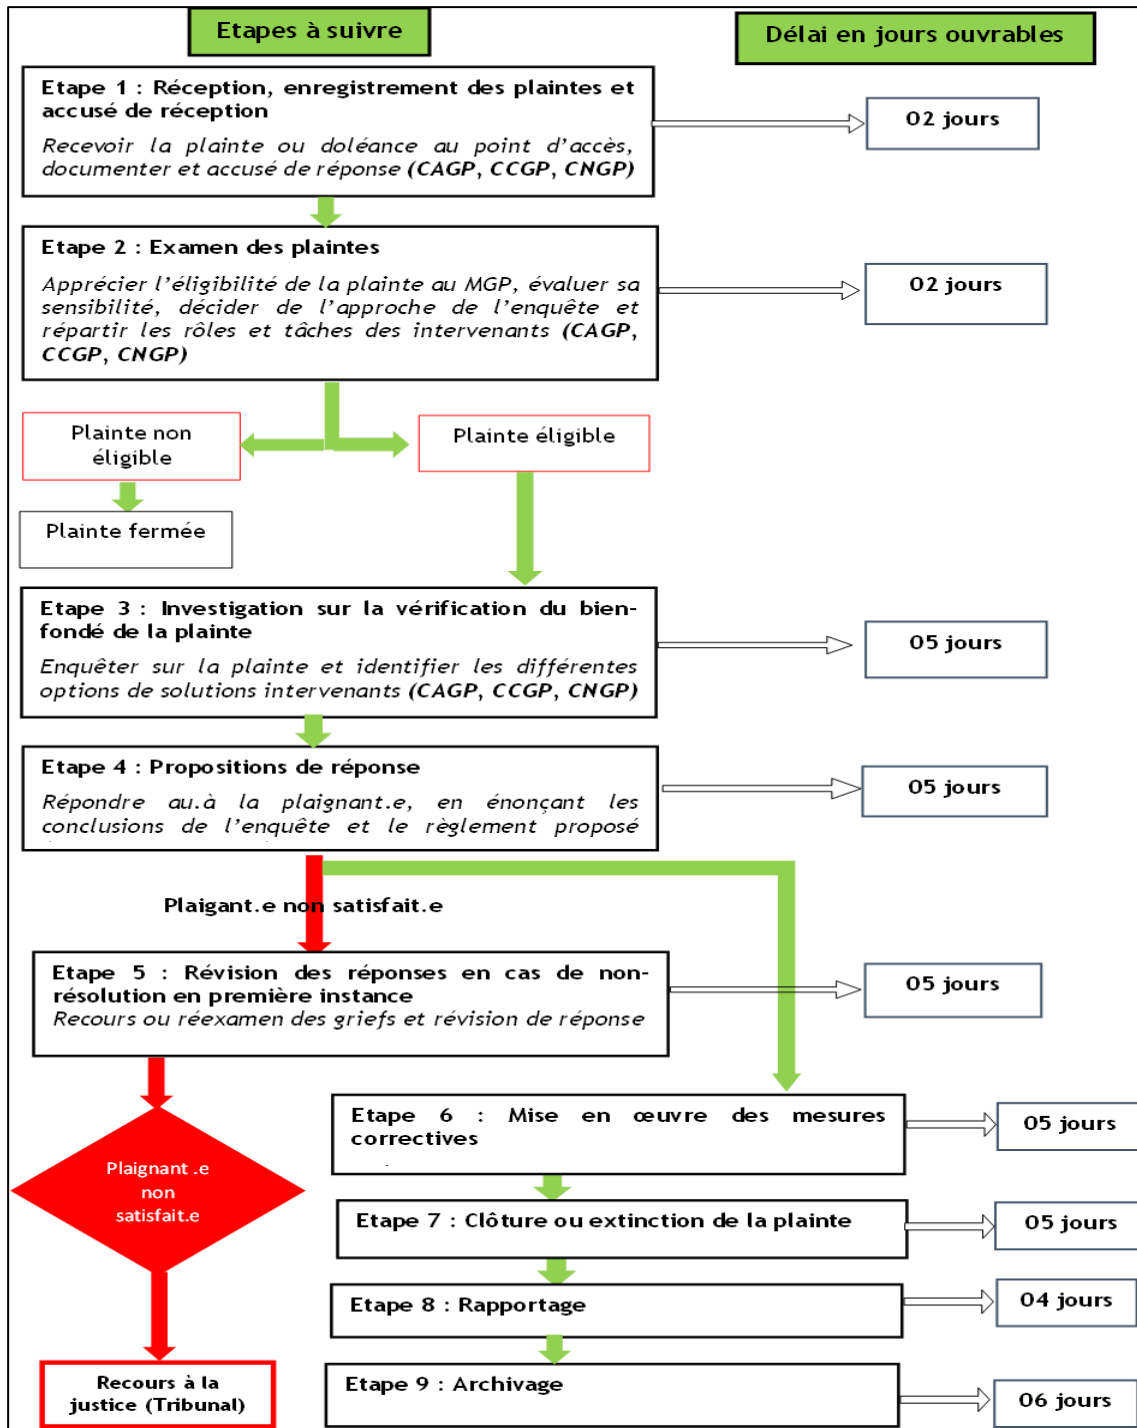 Etapes à suivre
Délai en jours ouvrables
Etape 1 : Réception, enregistrement des plaintes et
accusé de réception
Recevoir la plainte ou doléance au point d’accès,
documenter et accusé de réponse (CAGP, CCGP, CNGP)
02 jours
Etape 2 : Examen des plaintes
Apprécier l’éligibilité de la plainte au MGP, évaluer sa
sensibilité, décider de l’approche de l’enquête et
répartir les rôles et tâches des intervenants (CAGP,
CCGP, CNGP)
02 jours
Plainte non
éligible
Plainte éligible
Plainte fermée
Etape 3 : Investigation sur la vérification du bien-
fondé de la plainte
Enquêter sur la plainte et identifier les différentes
options de solutions intervenants (CAGP, CCGP, CNGP)
05 jours
Etape 4 : Propositions de réponse
Répondre au.à la plaignant.e, en énonçant les
conclusions de l’enquête et le règlement proposé
05 jours
Plaigant.e non satisfait.e
Etape 5 : Révision des réponses en cas de non-
résolution en première instance
Recours ou réexamen des griefs et révision de réponse
05 jours
Plaignant .e
non
satisfait.e
Etape 6 : Mise en œuvre des mesures
correctives
05 jours
Etape 7 : Clôture ou extinction de la plainte
05 jours
Etape 8 : Rapportage
04 jours
Recours à la
justice (Tribunal)
Etape 9 : Archivage
06 jours